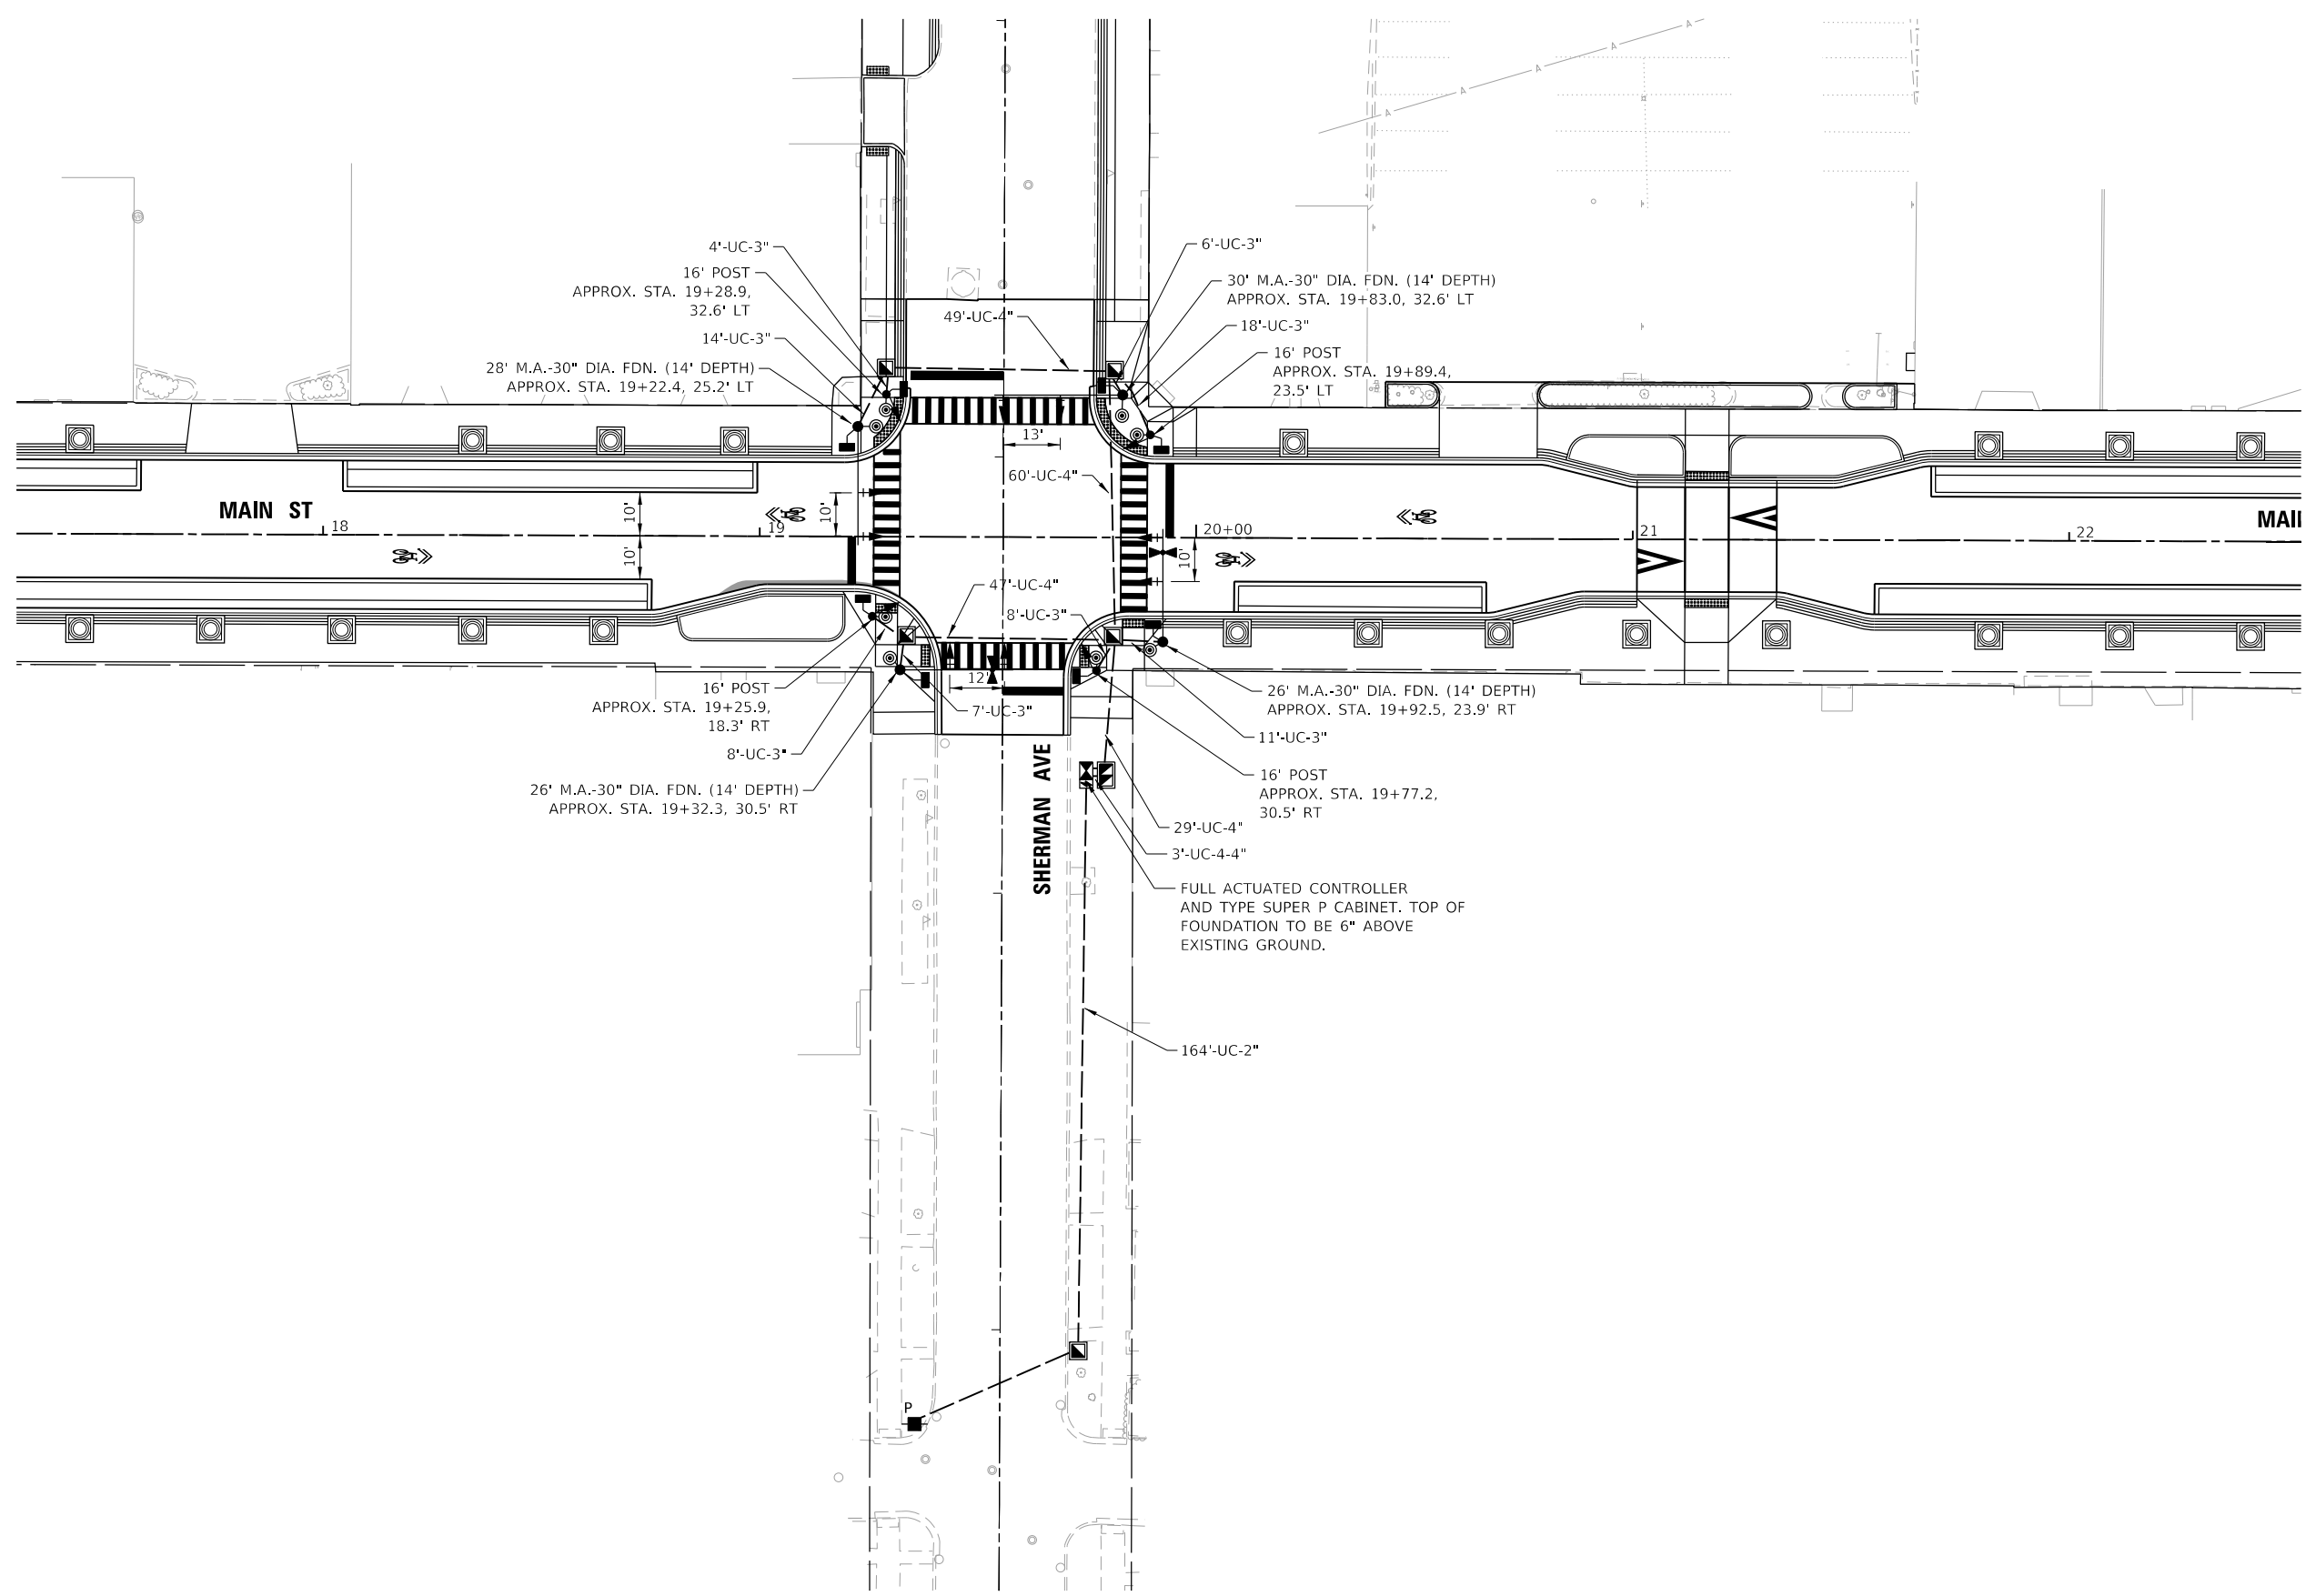 4'-UC-3"
16' POST
APPROX. STA. 19+28.9,
32.6' LT
14'-UC-3"
28' M.A.-30" DIA. FDN. (14' DEPTH)
APPROX. STA. 19+22.4, 25.2' LT
49'-UC-4"
6'-UC-3"
30' M.A.-30" DIA. FDN. (14' DEPTH)
APPROX. STA. 19+83.0, 32.6' LT
18'-UC-3"
16' POST
APPROX. STA. 19+89.4,
23.5' LT
A
A
A
A
A
13'
60'-UC-4"
MAIN ST
18
10'
10'
19
10'
20+00
10'
21
22
MAI
47'-UC-4"
8'-UC-3"
12'
7'-UC-3"
16' POST
APPROX. STA. 19+25.9,
18.3' RT
8'-UC-3"
26' M.A.-30" DIA. FDN. (14' DEPTH)
APPROX. STA. 19+32.3, 30.5' RT
SHERMAN AVE
26' M.A.-30" DIA. FDN. (14' DEPTH)
APPROX. STA. 19+92.5, 23.9' RT
11'-UC-3"
16' POST
APPROX. STA. 19+77.2,
30.5' RT
29'-UC-4"
3'-UC-4-4"
FULL ACTUATED CONTROLLER
AND TYPE SUPER P CABINET. TOP OF
FOUNDATION TO BE 6" ABOVE
EXISTING GROUND.
164'-UC-2"
P